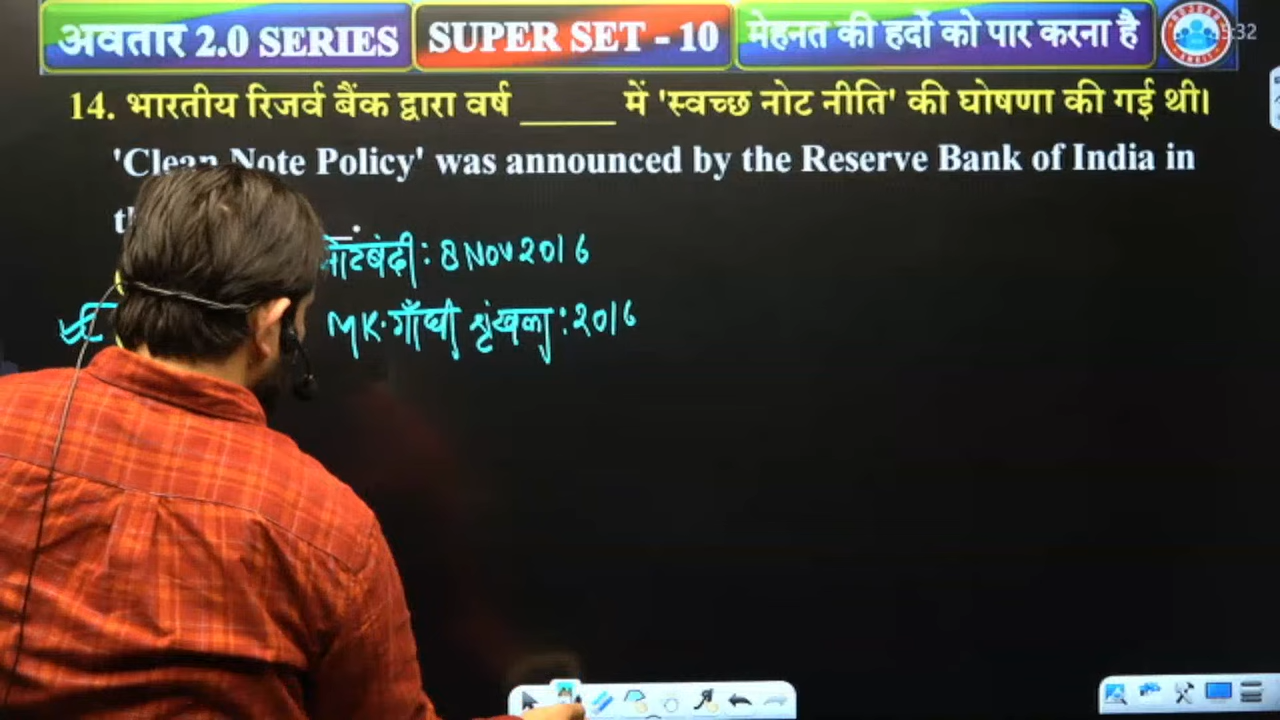 अवतार 2.0 SERIES SUPER SET - 10 मेहनत की हदों को पार करना है
14. भारतीय रिजर्व बैंक द्वारा वर्ष _____ में 'स्वच्छ नोट नीति' की घोषणा की गई थी।
'Clean Note Policy' was announced by the Reserve Bank of India in
नोटबंदी : 8 Nov 2016
MK. गाँधी श्रृंखला : 2016